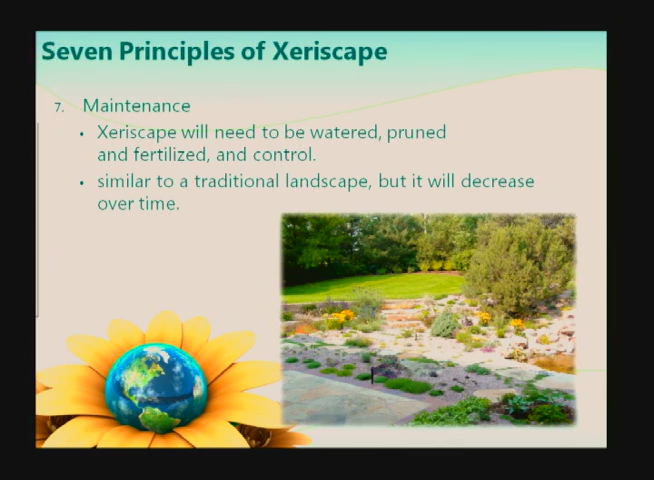 Seven Principles of Xeriscape
7. Maintenance
• Xeriscape will need to be watered, pruned
and fertilized, and control.
• similar to a traditional landscape, but it will decrease
over time.